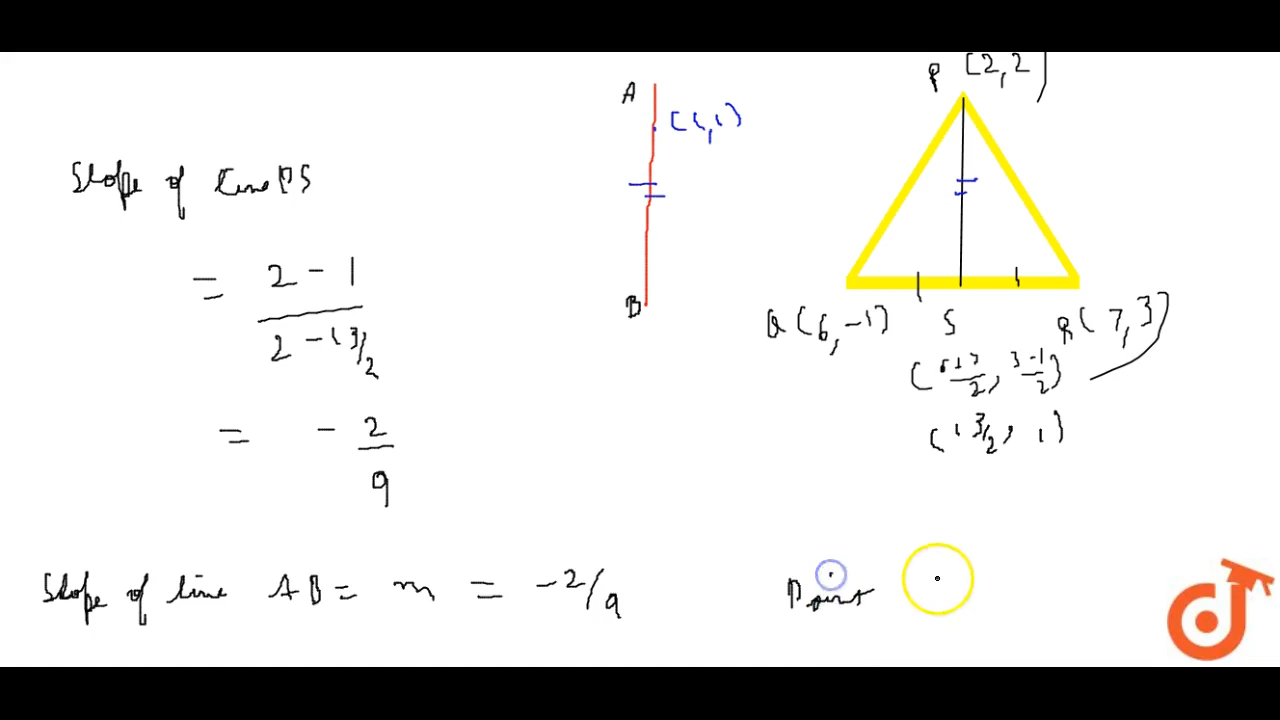 P (2, 2)
A
(1, 1)
Slope of Line PS
= 2 - 1
2 - 13/2
B
Q (6, -1) S R (7, 3)
(6+7/2, 3-1/2)
(13/2, 1)
= - 2/9
Slope of line AB = m = -2/9 Point